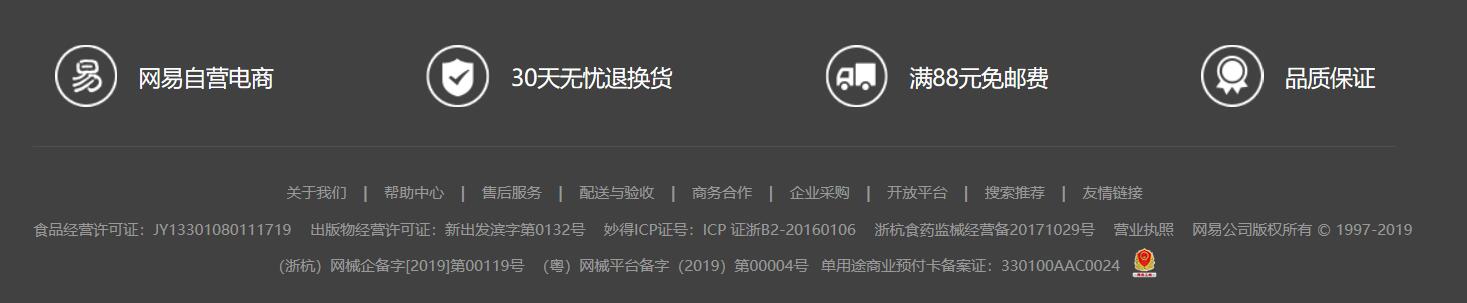 易 网易自营电商 30天无忧退换货 满88元免邮费 品质保证
关于我们 | 帮助中心 | 售后服务 | 配送与验收 | 商务合作 | 企业采购 | 开放平台 | 搜索推荐 | 友情链接
食品经营许可证：JY13301080111719 出版物经营许可证：新出发滨字第0132号 妙得ICP证号：ICP 证浙B2-20160106 浙杭食药监械经营备20171029号 营业执照 网易公司版权所有 © 1997-2019
（浙杭）网械企备字[2019]第00119号 （粤）网械平台备字（2019）第00004号 单用途商业预付卡备案证：330100AAC0024